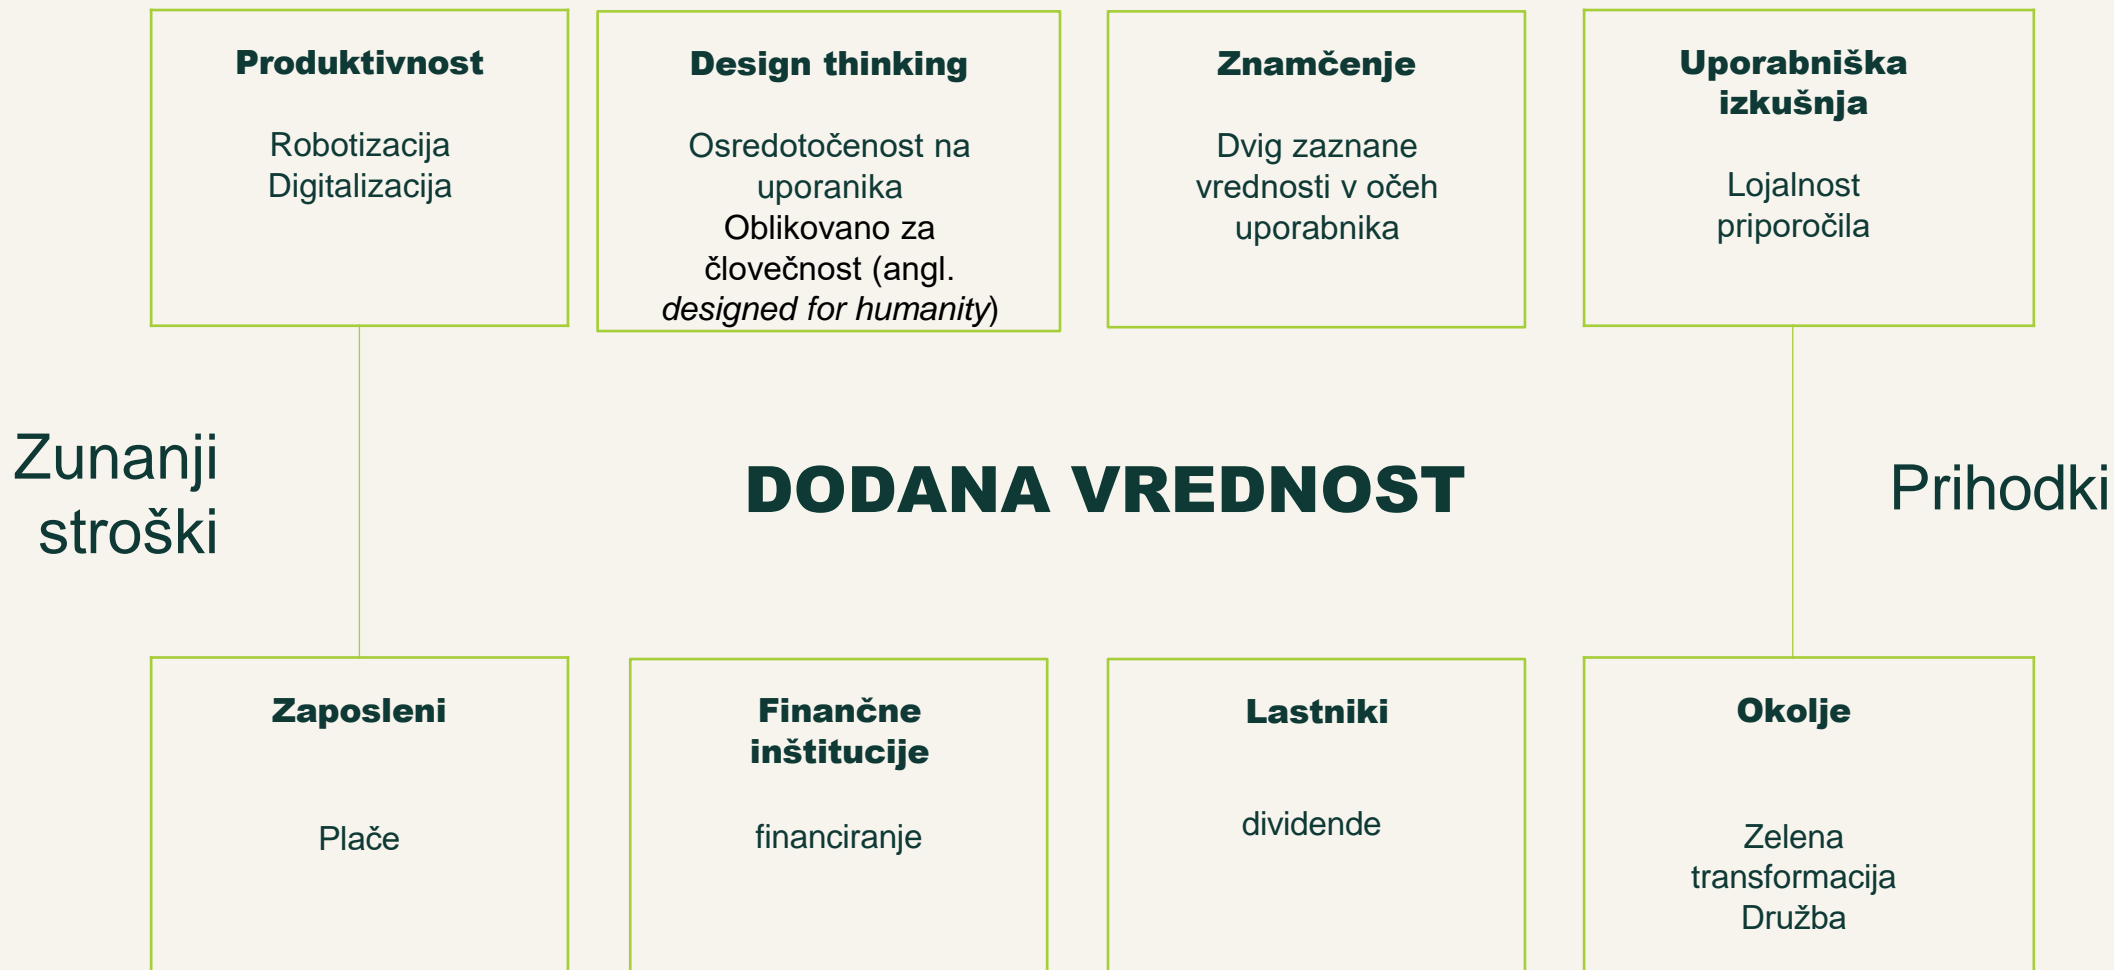 Produktivnost
Robotizacija
Digitalizacija
Design thinking
Osredotočenost na
uporanika
Oblikovano za
človečnost (angl.
designed for humanity)
Znamčenje
Dvig zaznane
vrednosti v očeh
uporabnika
Uporabniška
izkušnja
Lojalnost
priporočila
Zunanji
stroški
DODANA VREDNOST
Prihodki
Zaposleni
Plače
Finančne
inštitucije
financiranje
Lastniki
dividende
Okolje
Zelena
transformacija
Družba